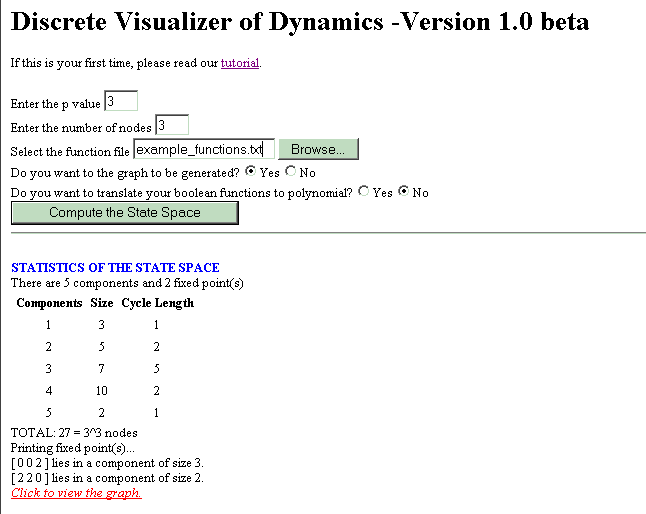 Discrete Visualizer of Dynamics -Version 1.0 beta
If this is your first time, please read our tutorial.
Enter the p value 3
Enter the number of nodes 3
Select the function file example_functions.txt Browse...
Do you want to the graph to be generated? Yes No
Do you want to translate your boolean functions to polynomial? Yes No
Compute the State Space
STATISTICS OF THE STATE SPACE
There are 5 components and 2 fixed point(s)
Components Size Cycle Length
1 3 1
2 5 2
3 7 5
4 10 2
5 2 1
TOTAL: 27 = 3^3 nodes
Printing fixed point(s)...
[ 0 0 2 ] lies in a component of size 3.
[ 2 2 0 ] lies in a component of size 2.
Click to view the graph.